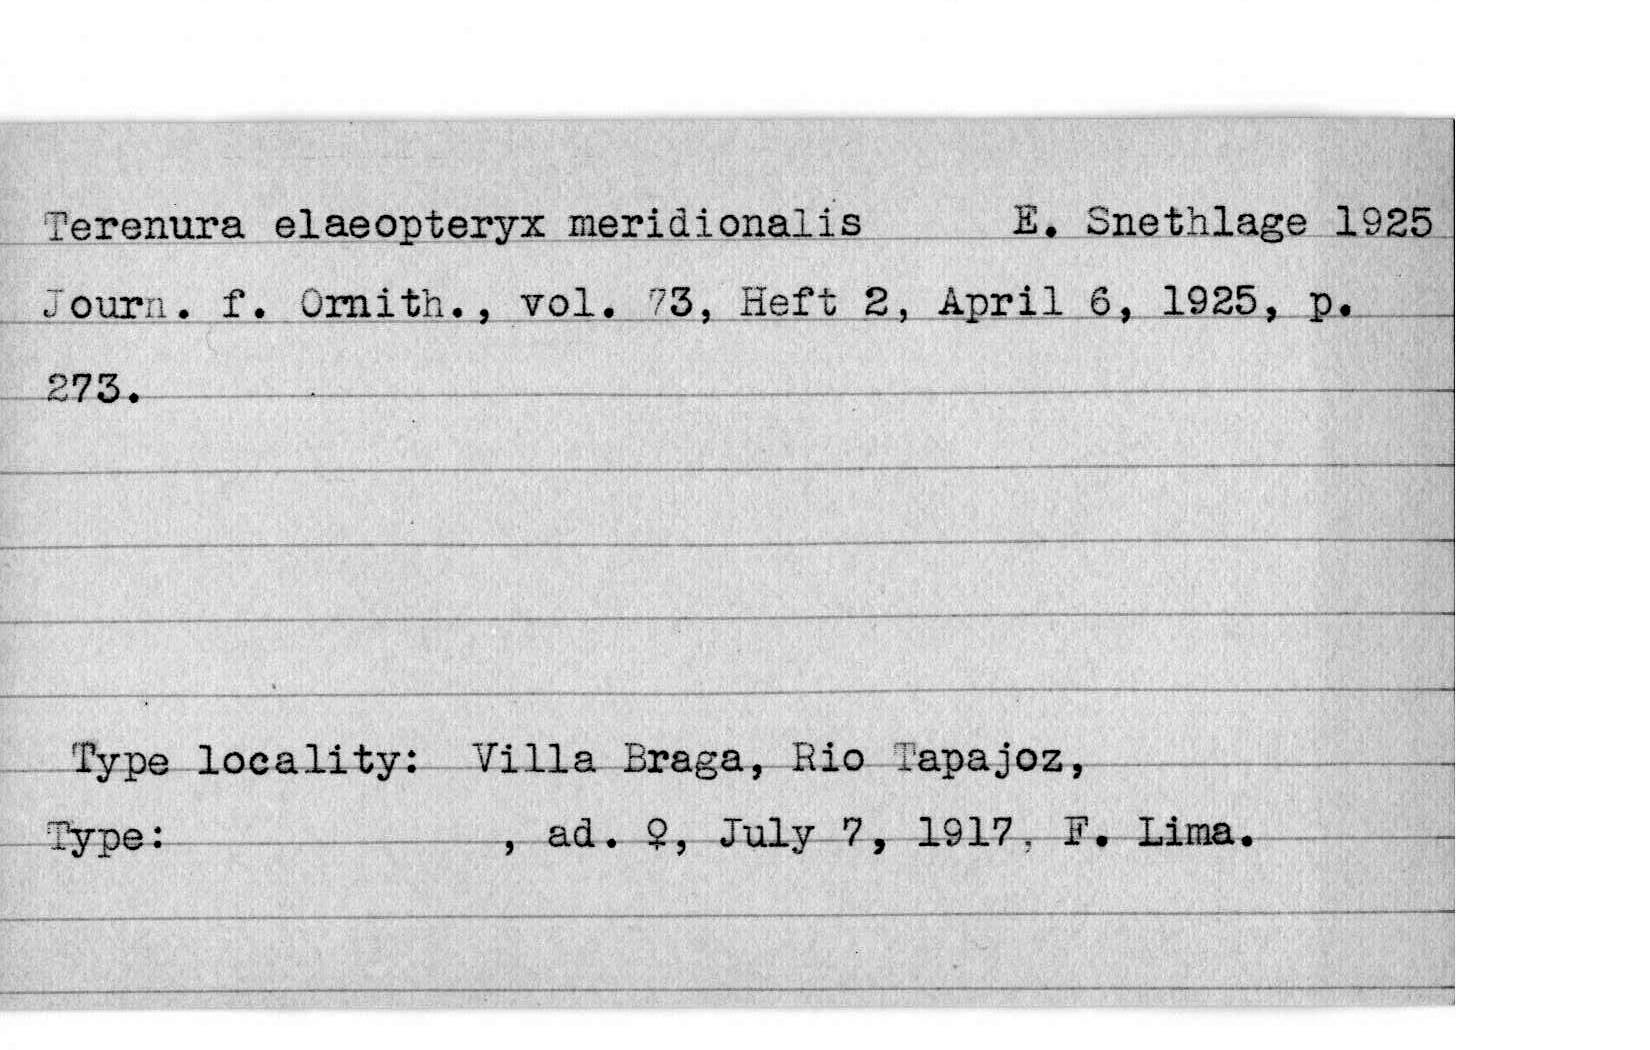 Terenura elaeopteryx meridionalis E. Snethlage 1925
Journ. f. Ornith., vol. 73, Heft 2, April 6, 1925, p.
273.
Type locality: Villa Braga, Rio Tapajoz,
Type: , ad. ♀, July 7, 1917, F. Lima.